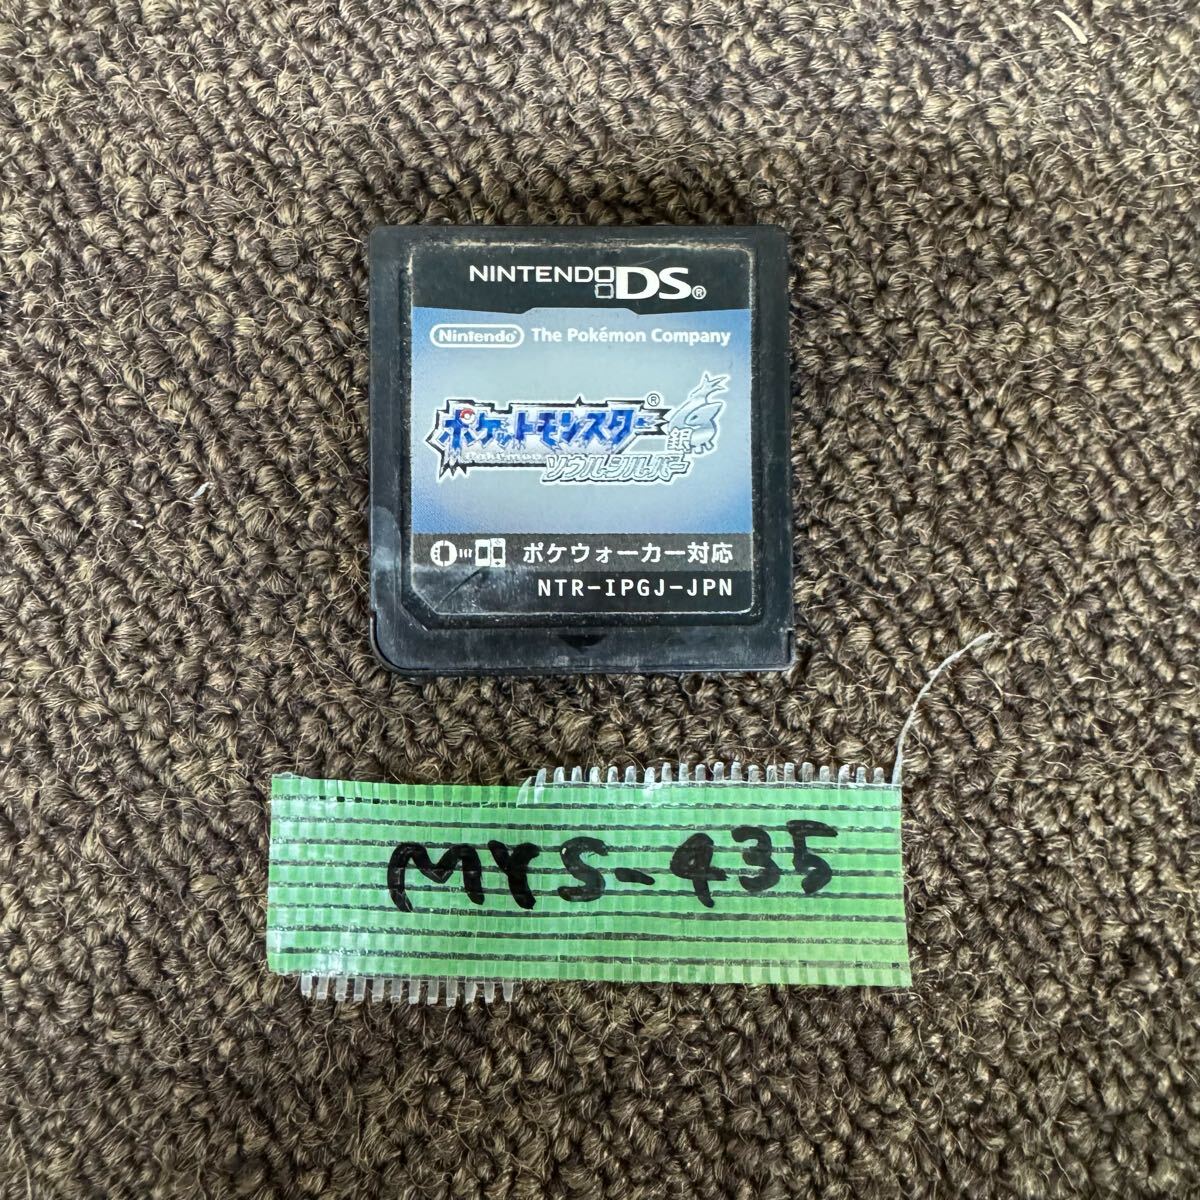 NINTENDO DS®
Nintendo® The Pokémon Company
ポケットモンスター®
Pokémon 銀
ソウルシルバー
ポケウォーカー対応
NTR-IPGJ-JPN
MYS-435